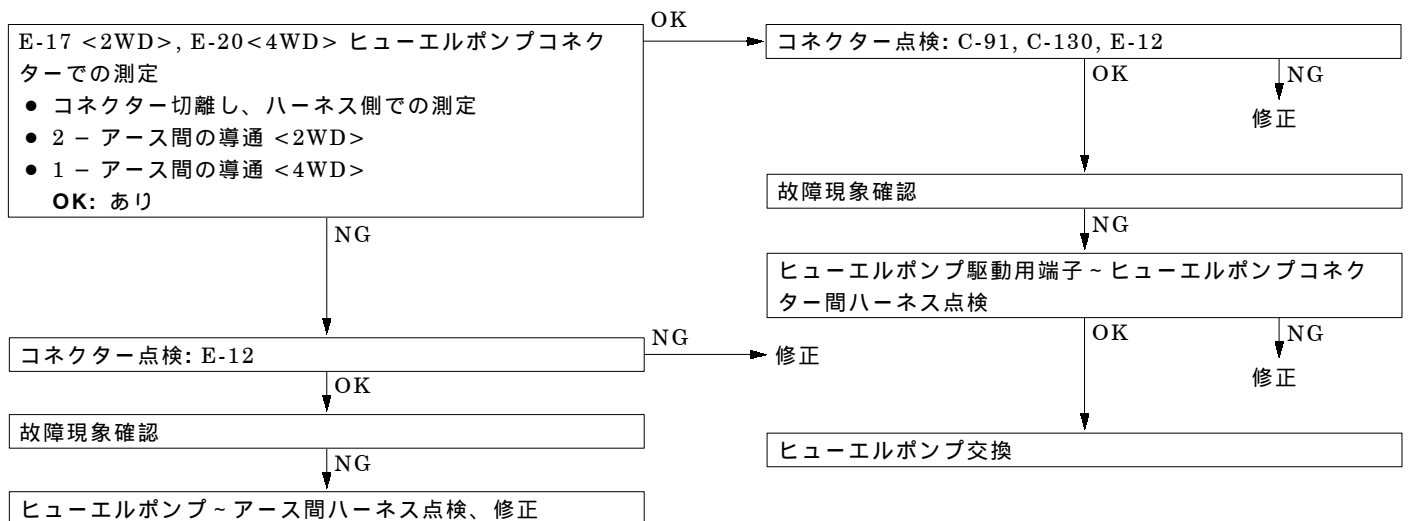 E-17 <2WD>, E-20<4WD> ヒューエルポンプコネク
ターでの測定
● コネクター切離し、ハーネス側での測定
● 2 – アース間の導通 <2WD>
● 1 – アース間の導通 <4WD>
OK: あり
OK
コネクター点検: C-91, C-130, E-12
OK
NG
修正
故障現象確認
NG
ヒューエルポンプ駆動用端子 ~ ヒューエルポンプコネク
ター間ハーネス点検
OK
NG
修正
ヒューエルポンプ交換
NG
コネクター点検: E-12
NG
修正
OK
故障現象確認
NG
ヒューエルポンプ ~ アース間ハーネス点検、修正